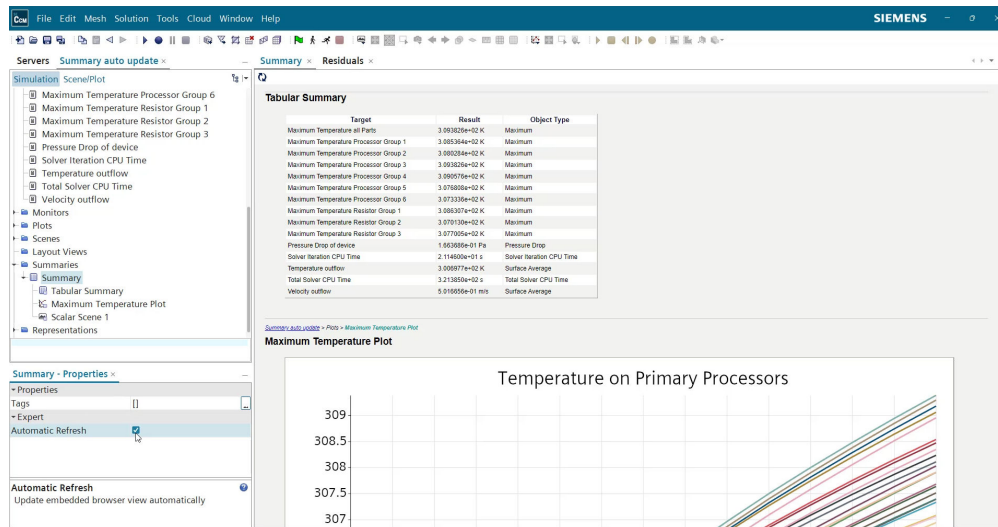 CCM File Edit Mesh Solution Tools Cloud Window Help SIEMENS
Servers Summary auto update × Summary × Residuals ×
Simulation Scene/Plot
Maximum Temperature Processor Group 6
Maximum Temperature Resistor Group 1
Maximum Temperature Resistor Group 2
Maximum Temperature Resistor Group 3
Pressure Drop of device
Solver Iteration CPU Time
Temperature outflow
Total Solver CPU Time
Velocity outflow
Monitors
Plots
Scenes
Layout Views
Summaries
Summary
Tabular Summary
Maximum Temperature Plot
Scalar Scene 1
Representations
Summary - Properties ×
Properties
Tags []
Expert
Automatic Refresh
Automatic Refresh
Update embedded browser view automatically
Tabular Summary
Target Result Object Type
Maximum Temperature all Parts 3.093826e+02 K Maximum
Maximum Temperature Processor Group 1 3.085364e+02 K Maximum
Maximum Temperature Processor Group 2 3.080284e+02 K Maximum
Maximum Temperature Processor Group 3 3.093826e+02 K Maximum
Maximum Temperature Processor Group 4 3.090576e+02 K Maximum
Maximum Temperature Processor Group 5 3.076808e+02 K Maximum
Maximum Temperature Processor Group 6 3.073336e+02 K Maximum
Maximum Temperature Resistor Group 1 3.086307e+02 K Maximum
Maximum Temperature Resistor Group 2 3.070130e+02 K Maximum
Maximum Temperature Resistor Group 3 3.077005e+02 K Maximum
Pressure Drop of device 1.663686e-01 Pa Pressure Drop
Solver Iteration CPU Time 2.114600e+01 s Solver Iteration CPU Time
Temperature outflow 3.006977e+02 K Surface Average
Total Solver CPU Time 3.213850e+02 s Total Solver CPU Time
Velocity outflow 5.016656e-01 m/s Surface Average
Summary auto update > Plots > Maximum Temperature Plot
Maximum Temperature Plot
Temperature on Primary Processors
309
308.5
308
307.5
307